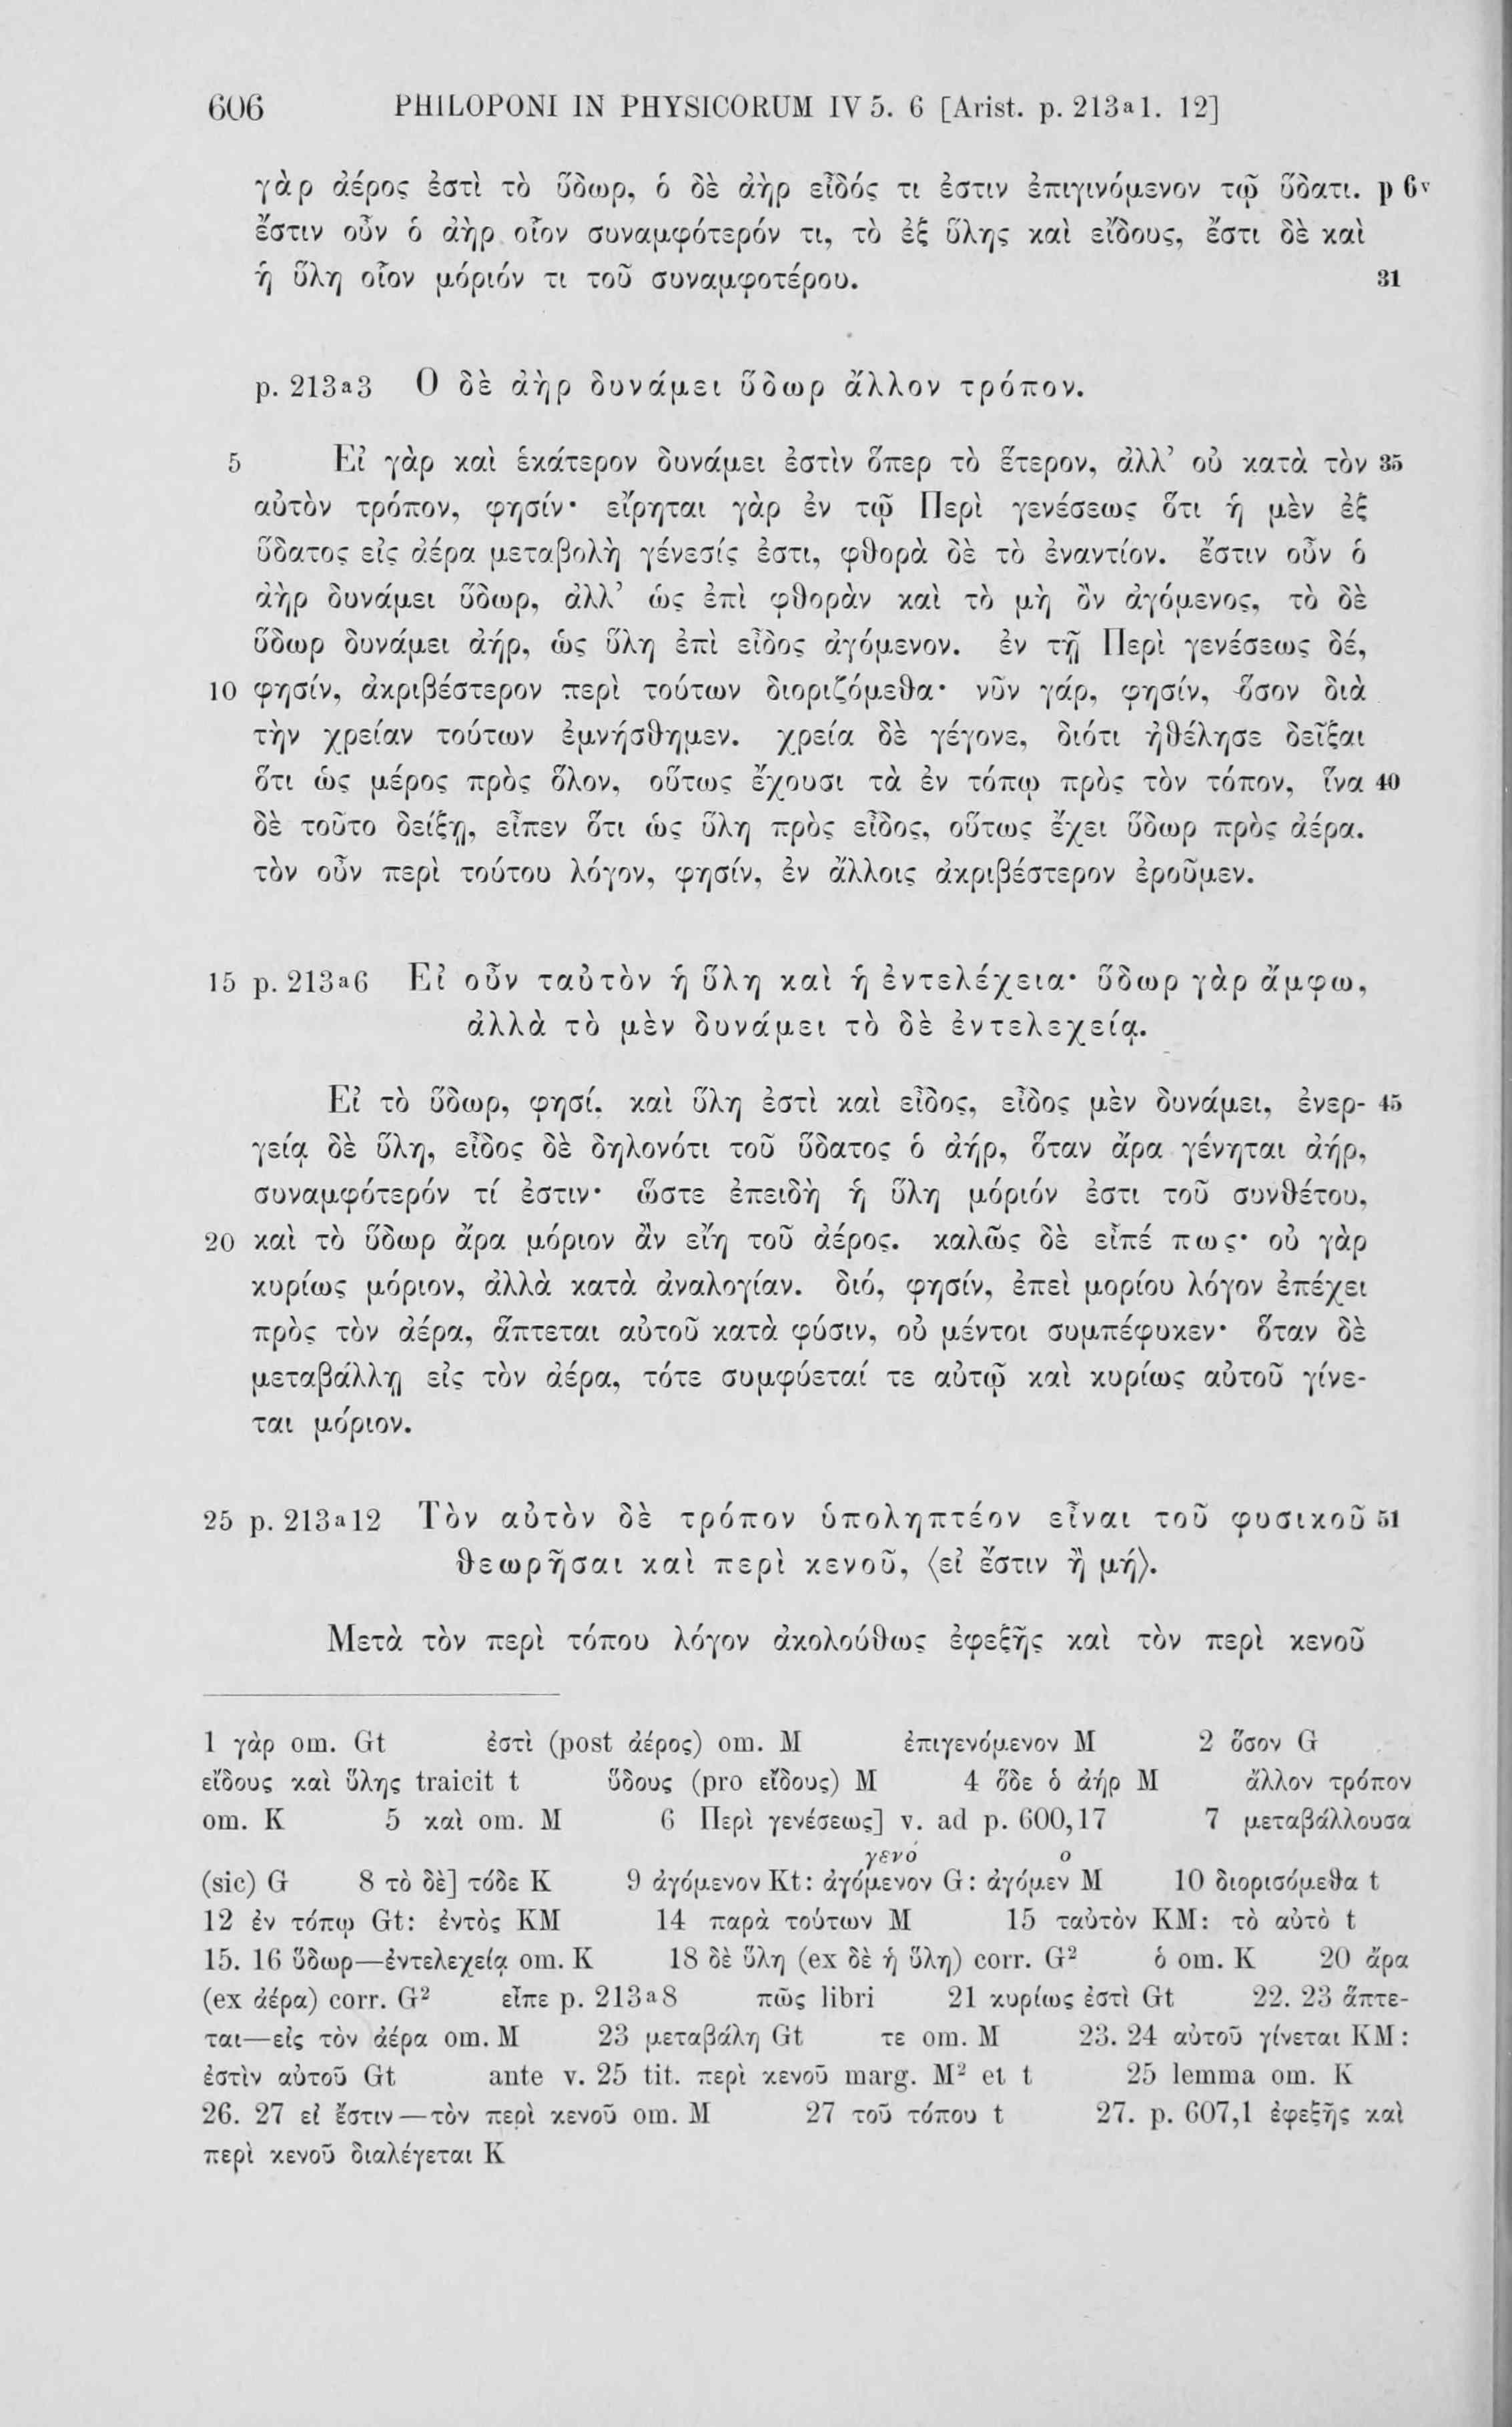 606 PHILOPONI IN PHYSICORUM IV 5. 6 [Arist. p. 213a1. 12]
γὰρ ἀέρος ἐστὶ τὸ ὕδωρ, ὁ δὲ ἀὴρ εἶδός τι ἐστιν ἐπιγινόμενον τῷ ὕδατι. p 6v
ἔστιν οὖν ὁ ἀὴρ οἷον συναμφότερόν τι, τὸ ἐξ ὕλης καὶ εἴδους, ἔστι δὲ καὶ
ἡ ὕλη οἷον μόριόν τι τοῦ συναμφοτέρου. 31
p. 213a3 Ο δὲ ἀὴρ δυνάμει ὕδωρ ἄλλον τρόπον.
5 Εἰ γὰρ καὶ ἑκάτερον δυνάμει ἐστὶν ὅπερ τὸ ἕτερον, ἀλλ’ οὐ κατὰ τὸν 35
αὐτὸν τρόπον, φησίν· εἴρηται γὰρ ἐν τῷ Περὶ γενέσεως ὅτι ἡ μὲν ἐξ
ὕδατος εἰς ἀέρα μεταβολὴ γένεσίς ἐστι, φθορὰ δὲ τὸ ἐναντίον. ἔστιν οὖν ὁ
ἀὴρ δυνάμει ὕδωρ, ἀλλ’ ὡς ἐπὶ φθορὰν καὶ τὸ μὴ ὂν ἀγόμενος, τὸ δὲ
ὕδωρ δυνάμει ἀήρ, ὡς ὕλη ἐπὶ εἶδος ἀγόμενον. ἐν τῇ Περὶ γενέσεως δέ,
10 φησίν, ἀκριβέστερον περὶ τούτων διοριζόμεθα· νῦν γάρ, φησίν, ὅσον διὰ
τὴν χρείαν τούτων ἐμνήσθημεν. χρεία δὲ γέγονε, διότι ἠθέλησε δεῖξαι
ὅτι ὡς μέρος πρὸς ὅλον, οὕτως ἔχουσι τὰ ἐν τόπῳ πρὸς τὸν τόπον, ἵνα 40
δὲ τοῦτο δείξῃ, εἶπεν ὅτι ὡς ὕλη πρὸς εἶδος, οὕτως ἔχει ὕδωρ πρὸς ἀέρα.
τὸν οὖν περὶ τούτου λόγον, φησίν, ἐν ἄλλοις ἀκριβέστερον ἐροῦμεν.
15 p. 213a6 Εἰ οὖν ταὐτὸν ἡ ὕλη καὶ ἡ ἐντελέχεια· ὕδωρ γὰρ ἄμφω,
ἀλλὰ τὸ μὲν δυνάμει τὸ δὲ ἐντελεχείᾳ.
Εἰ τὸ ὕδωρ, φησί, καὶ ὕλη ἐστὶ καὶ εἶδος, εἶδος μὲν δυνάμει, ἐνερ- 45
γείᾳ δὲ ὕλη, εἶδος δὲ δηλονότι τοῦ ὕδατος ὁ ἀήρ, ὅταν ἄρα γένηται ἀήρ,
συναμφότερόν τί ἐστιν· ὥστε ἐπειδὴ ἡ ὕλη μόριόν ἐστι τοῦ συνθέτου,
20 καὶ τὸ ὕδωρ ἄρα μόριον ἂν εἴη τοῦ ἀέρος. καλῶς δὲ εἶπέ πως· οὐ γὰρ
κυρίως μόριον, ἀλλὰ κατὰ ἀναλογίαν. διό, φησίν, ἐπεὶ μορίου λόγον ἐπέχει
πρὸς τὸν ἀέρα, ἅπτεται αὐτοῦ κατὰ φύσιν, οὐ μέντοι συμπέφυκεν· ὅταν δὲ
μεταβάλλῃ εἰς τὸν ἀέρα, τότε συμφύεταί τε αὐτῷ καὶ κυρίως αὐτοῦ γίνε-
ται μόριον.
25 p. 213a12 Τὸν αὐτὸν δὲ τρόπον ὑποληπτέον εἶναι τοῦ φυσικοῦ 51
θεωρῆσαι καὶ περὶ κενοῦ, ⟨εἰ ἔστιν ἢ μή⟩.
Μετὰ τὸν περὶ τόπου λόγον ἀκολούθως ἐφεξῆς καὶ τὸν περὶ κενοῦ
1 γὰρ om. Gt ἐστὶ (post ἀέρος) om. M ἐπιγενόμενον M 2 ὅσον G
εἴδους καὶ ὕλης traicit t ὕδους (pro εἴδους) M 4 ὅδε ὁ ἀήρ M ἄλλον τρόπον
om. K 5 καὶ om. M 6 Περὶ γενέσεως] v. ad p. 600,17 7 μεταβάλλουσα
γενό ο
(sic) G 8 τὸ δὲ] τόδε K 9 ἀγόμενον Kt: ἀγόμενον G: ἀγόμεν M 10 διορισόμεθα t
12 ἐν τόπῳ Gt: ἐντὸς KM 14 παρὰ τούτων M 15 ταὐτὸν KM: τὸ αὐτὸ t
15. 16 ὕδωρ—ἐντελεχείᾳ om. K 18 δὲ ὕλη (ex δὲ ἡ ὕλη) corr. G² ὁ om. K 20 ἄρα
(ex ἀέρα) corr. G² εἶπε p. 213a8 πῶς libri 21 κυρίως ἐστὶ Gt 22. 23 ἅπτε-
ται—εἰς τὸν ἀέρα om. M 23 μεταβάλῃ Gt τε om. M 23. 24 αὐτοῦ γίνεται KM:
ἐστὶν αὐτοῦ Gt ante v. 25 tit. περὶ κενοῦ marg. M² et t 25 lemma om. K
26. 27 εἰ ἔστιν—τὸν περὶ κενοῦ om. M 27 τοῦ τόπου t 27. p. 607,1 ἐφεξῆς καὶ
περὶ κενοῦ διαλέγεται K